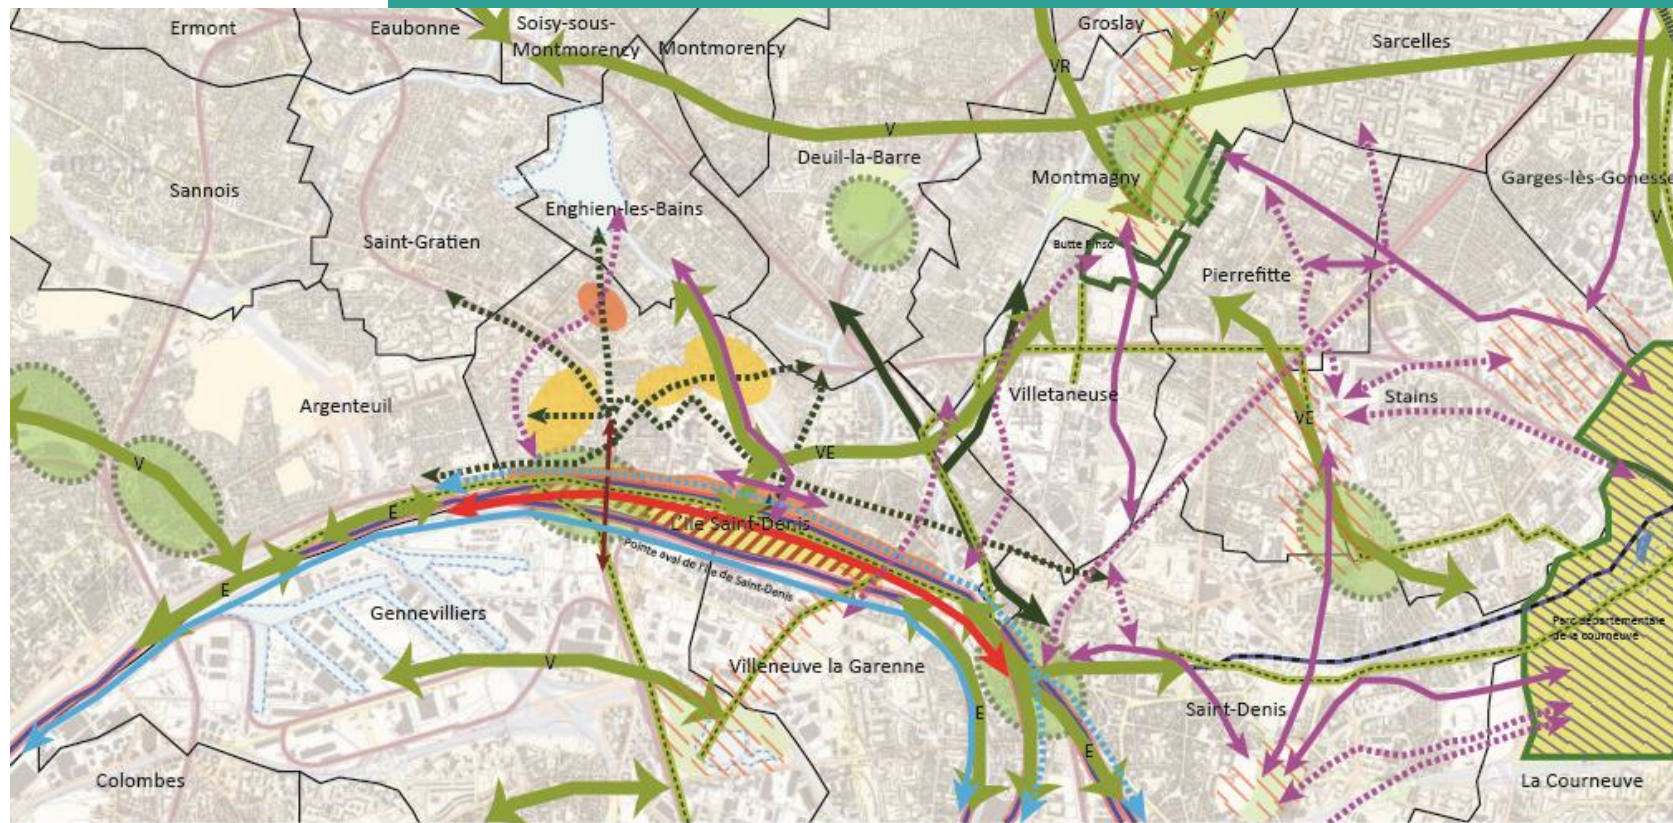 Ermont
Eaubonne
Soisy-sous-
Montmorency
Montmorency
Groslay
V
Sarcelles
VR
V
Deuil-la-Barre
Montmagny
Garges-lès-Gonesse
Sannois
Enghien-les-Bains
V
Saint-Gratien
Butte Pinso
Pierrefitte
Argenteuil
Villetaneuse
Stains
VE
VE
V
E
L'île Saint-Denis
Pointe aval de l'île de Saint-Denis
E
Gennevilliers
Parc départementale
de la courneuve
V
Villeneuve la Garenne
E
Saint-Denis
E
Colombes
La Courneuve